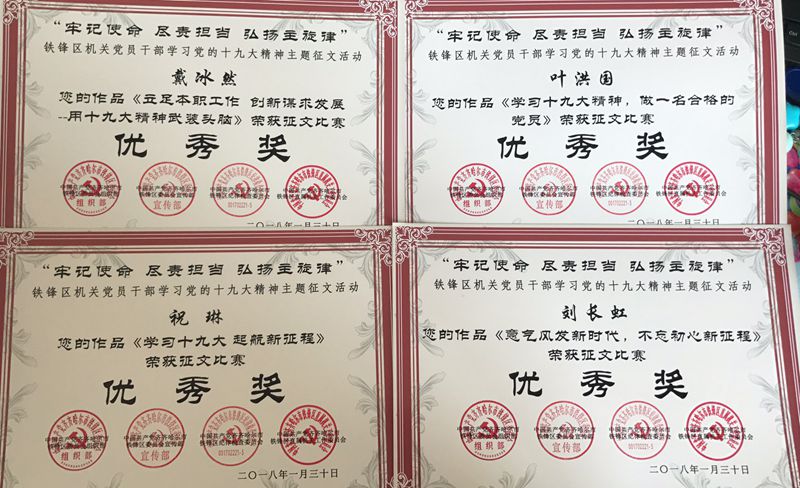 “牢记使命 尽责担当 弘扬主旋律”
铁锋区机关党员干部学习党的十九大精神主题征文活动
戴冰然
您的作品《立足本职工作 创新谋求发展
--用十九大精神武装头脑》荣获征文比赛
优秀奖
组织部
宣传部
二〇一八年一月三十日
“牢记使命 尽责担当 弘扬主旋律”
铁锋区机关党员干部学习党的十九大精神主题征文活动
叶洪国
您的作品《学习十九大精神，做一名合格的
党员》荣获征文比赛
优秀奖
组织部
宣传部
二〇一八年一月三十日
“牢记使命 尽责担当 弘扬主旋律”
铁锋区机关党员干部学习党的十九大精神主题征文活动
祝 琳
您的作品《学习十九大 起航新征程》
荣获征文比赛
优秀奖
组织部
宣传部
二〇一八年一月三十日
“牢记使命 尽责担当 弘扬主旋律”
铁锋区机关党员干部学习党的十九大精神主题征文活动
刘长虹
您的作品《意气风发新时代，不忘初心新征程》
荣获征文比赛
优秀奖
组织部
宣传部
二〇一八年一月三十日